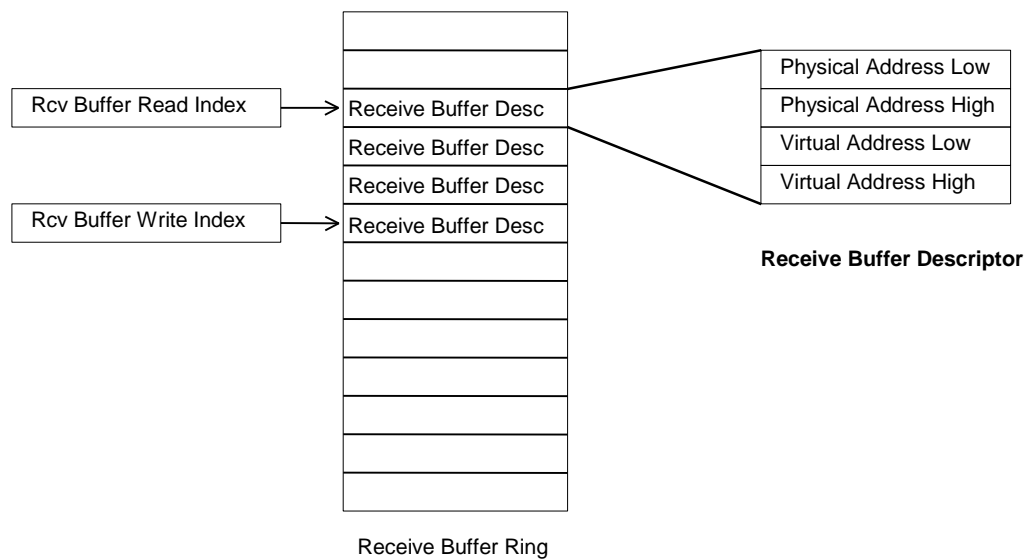 Physical Address Low
Rcv Buffer Read Index
Receive Buffer Desc
Physical Address High
Receive Buffer Desc
Virtual Address Low
Receive Buffer Desc
Virtual Address High
Rcv Buffer Write Index
Receive Buffer Desc
Receive Buffer Descriptor
Receive Buffer Ring